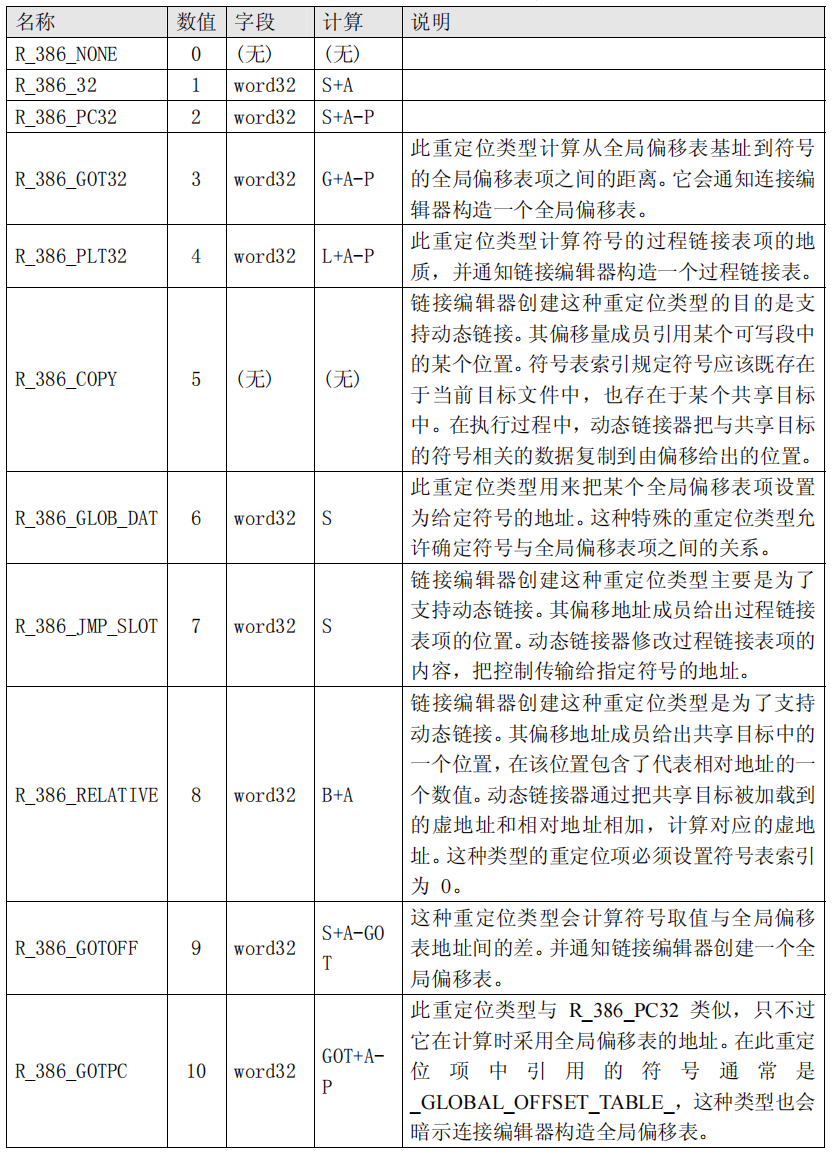 名称 数值 字段 计算 说明
R_386_NONE 0 (无) (无)
R_386_32 1 word32 S+A
R_386_PC32 2 word32 S+A-P
此重定位类型计算从全局偏移表基址到符号
R_386_GOT32 3 word32 G+A-P 的全局偏移表项之间的距离。它会通知连接编
辑器构造一个全局偏移表。
R_386_PLT32 4 word32 L+A-P 此重定位类型计算符号的过程链接表项的地
质，并通知链接编辑器构造一个过程链接表。
链接编辑器创建这种重定位类型的目的是支
持动态链接。其偏移量成员引用某个可写段中
的某个位置。符号表索引规定符号应该既存在
R_386_COPY 5 (无) (无) 于当前目标文件中，也存在于某个共享目标
中。在执行过程中，动态链接器把与共享目标
的符号相关的数据复制到由偏移给出的位置。
此重定位类型用来把某个全局偏移表项设置
R_386_GLOB_DAT 6 word32 S 为给定符号的地址。这种特殊的重定位类型允
许确定符号与全局偏移表项之间的关系。
链接编辑器创建这种重定位类型主要是为了
支持动态链接。其偏移地址成员给出过程链接
R_386_JMP_SLOT 7 word32 S 表项的位置。动态链接器修改过程链接表项的
内容，把控制传输给指定符号的地址。
链接编辑器创建这种重定位类型是为了支持
动态链接。其偏移地址成员给出共享目标中的
一个位置，在该位置包含了代表相对地址的一
R_386_RELATIVE 8 word32 B+A 个数值。动态链接器通过把共享目标被加载到
的虚地址和相对地址相加，计算对应的虚地
址。这种类型的重定位项必须设置符号表索引
为 0。
这种重定位类型会计算符号取值与全局偏移
R_386_GOTOFF 9 word32 S+A-GO 表地址间的差。并通知链接编辑器创建一个全
T 局偏移表。
此重定位类型与 R_386_PC32 类似，只不过
它在计算时采用全局偏移表的地址。在此重定
R_386_GOTPC 10 word32 GOT+A- 位项中引用的符号通常是
P _GLOBAL_OFFSET_TABLE_，这种类型也会
暗示连接编辑器构造全局偏移表。